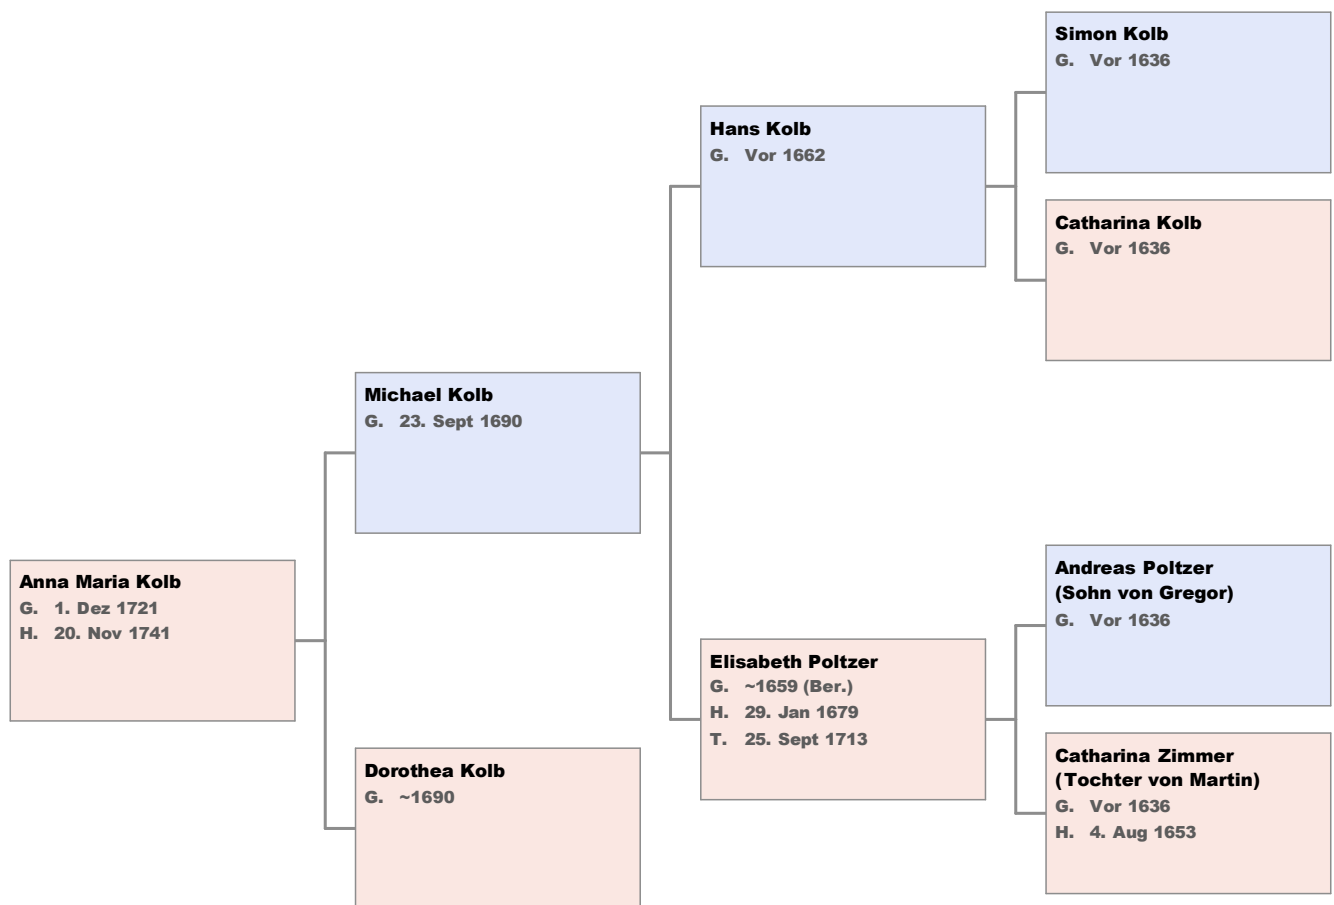 Simon Kolb
G. Vor 1636
Hans Kolb
G. Vor 1662
Catharina Kolb
G. Vor 1636
Michael Kolb
G. 23. Sept 1690
Anna Maria Kolb
G. 1. Dez 1721
H. 20. Nov 1741
Andreas Poltzer
(Sohn von Gregor)
G. Vor 1636
Elisabeth Poltzer
G. ~1659 (Ber.)
H. 29. Jan 1679
T. 25. Sept 1713
Dorothea Kolb
G. ~1690
Catharina Zimmer
(Tochter von Martin)
G. Vor 1636
H. 4. Aug 1653